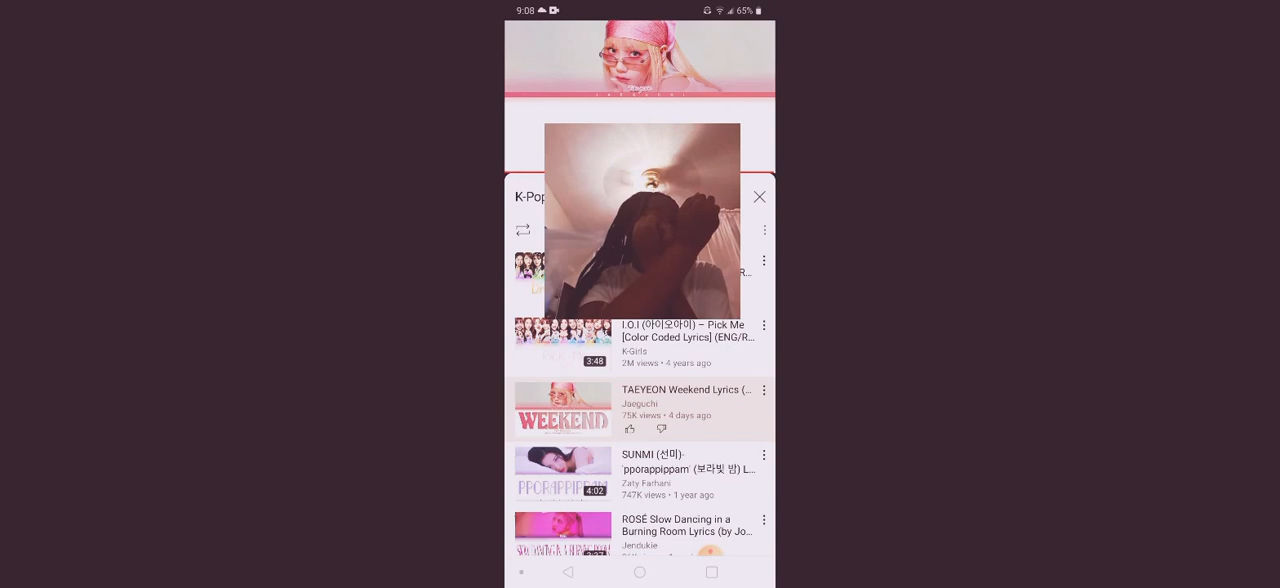 9:08
65%
K-Pop
R...
I.O.I (아이오아이) – Pick Me
[Color Coded Lyrics] (ENG/R...
K-Girls
2M views • 4 years ago
3:48
TAEYEON Weekend Lyrics (...
Jaeguchi
75K views • 4 days ago
WEEKEND
SUNMI (선미)-
'pporappippam' (보라빛 밤) L...
Zaty Farhani
747K views • 1 year ago
PPORAPPIPPAM
4:02
ROSÉ Slow Dancing in a
Burning Room Lyrics (by Jo...
Jendukie